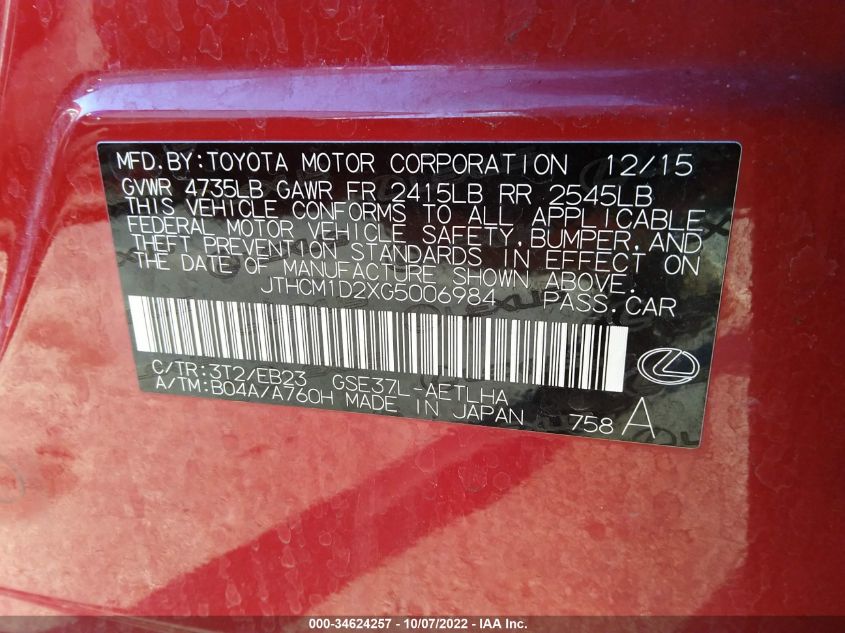 MFD.BY:TOYOTA MOTOR CORPORATION 12/15
GVWR 4735LB GAWR FR 2415LB RR 2545LB
THIS VEHICLE CONFORMS TO ALL APPLICABLE
FEDERAL MOTOR VEHICLE SAFETY,BUMPER,AND
THEFT PREVENTION STANDARDS IN EFFECT ON
THE DATE OF MANUFACTURE SHOWN ABOVE.
JTHCM1D2XG5006984 PASS.CAR
C/TR:3T2/EB23 GSE37L-AETLHA
A/TM:B04A/A760H MADE IN JAPAN 758 A
000-34624257 - 10/07/2022 - IAA Inc.